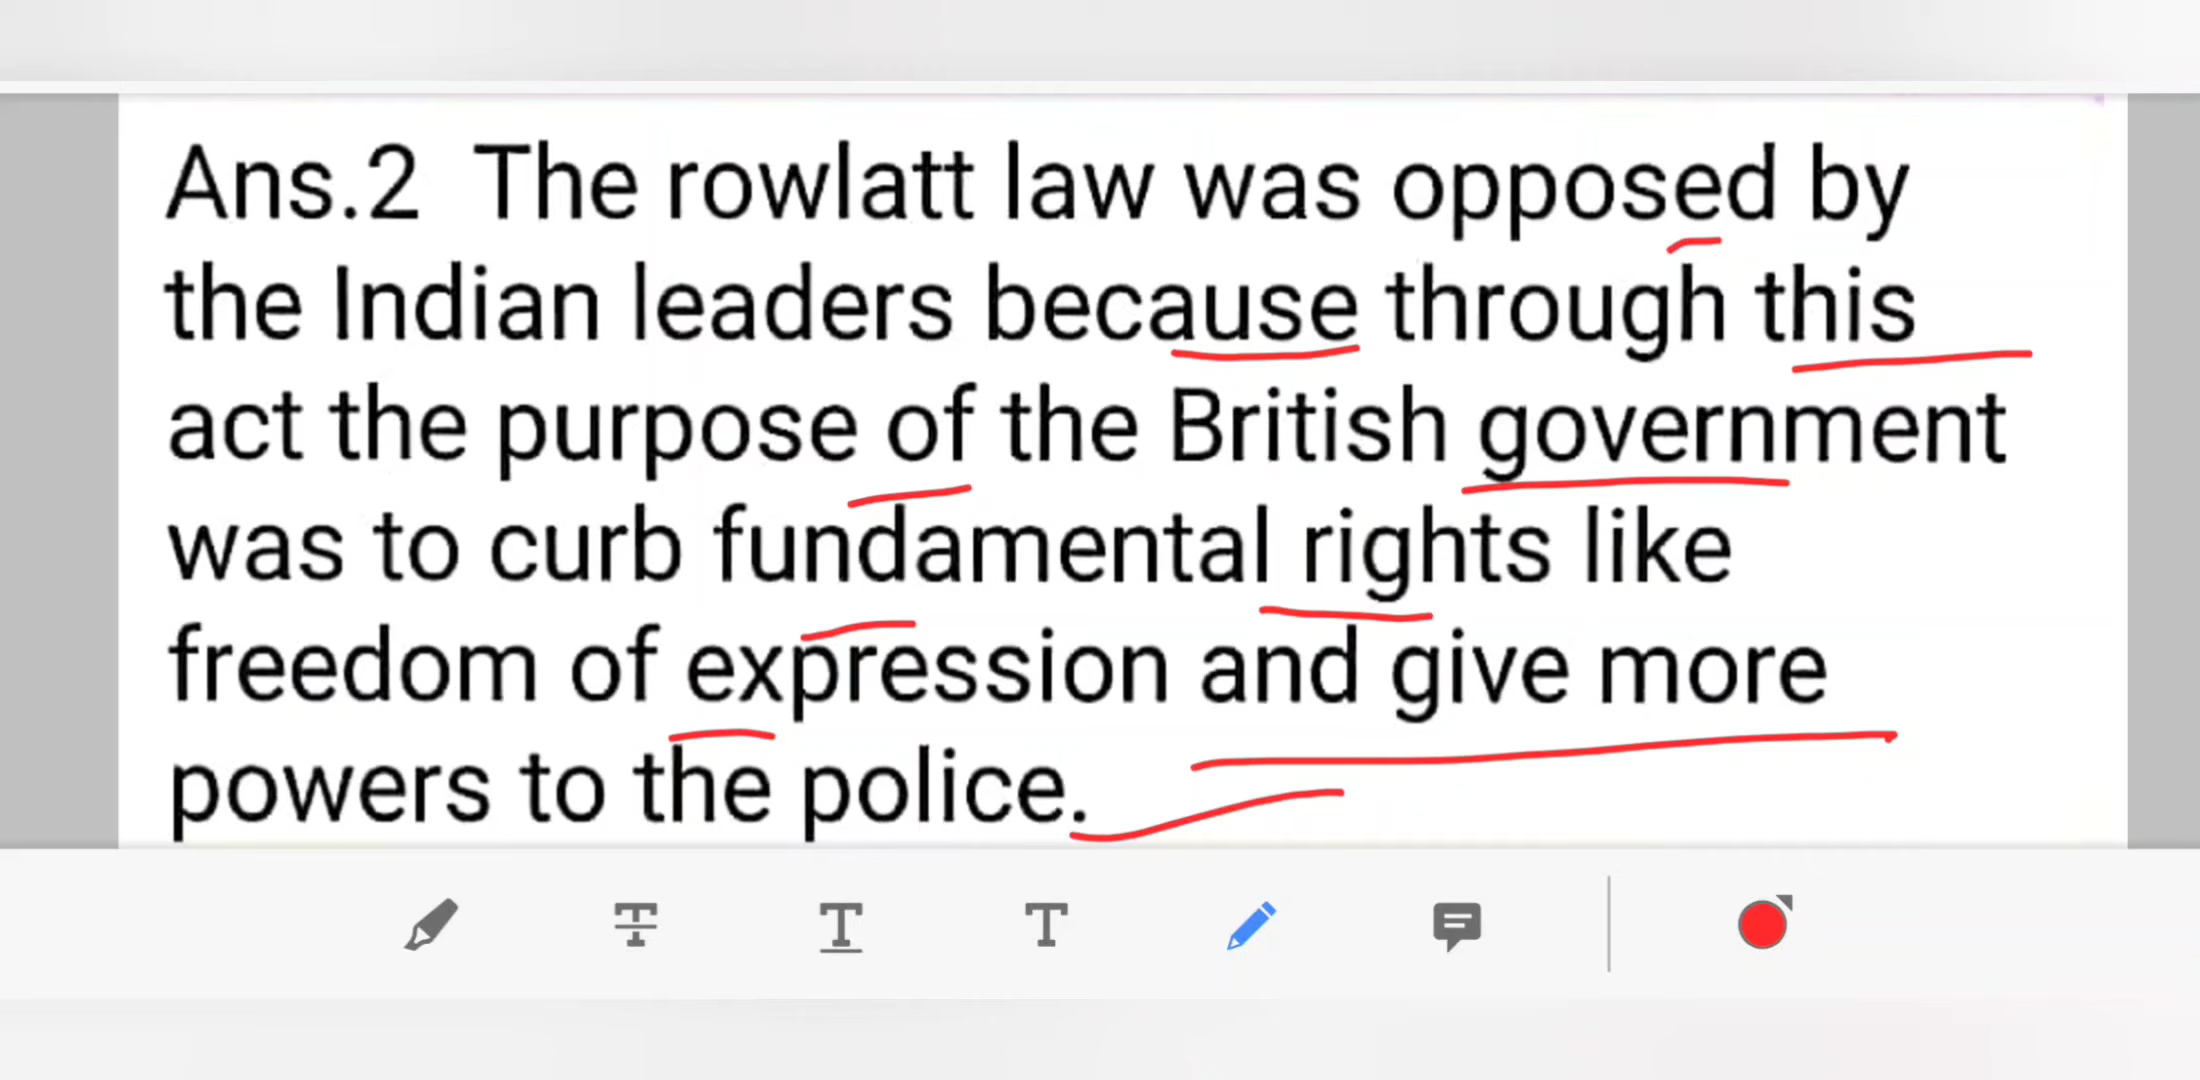 Ans.2 The rowlatt law was opposed by
the Indian leaders because through this
act the purpose of the British government
was to curb fundamental rights like
freedom of expression and give more
powers to the police.